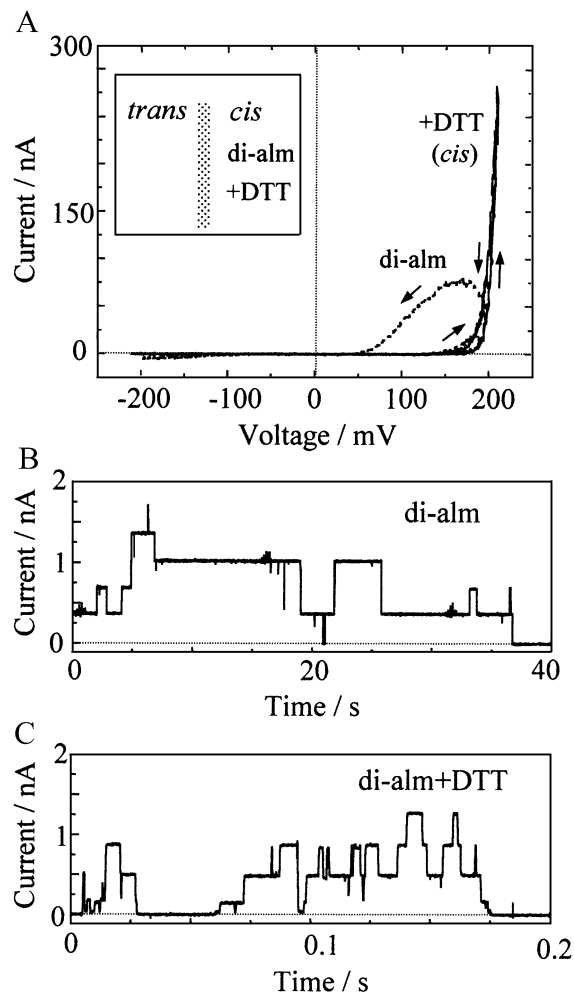 A
300
150
0
Current / nA
trans cis
di-alm
+DTT
+DTT
(cis)
di-alm
-200 -100 0 100 200
Voltage / mV
B
2
1
0
Current / nA
di-alm
0 20 40
Time / s
C
2
1
0
Current / nA
di-alm+DTT
0 0.1 0.2
Time / s